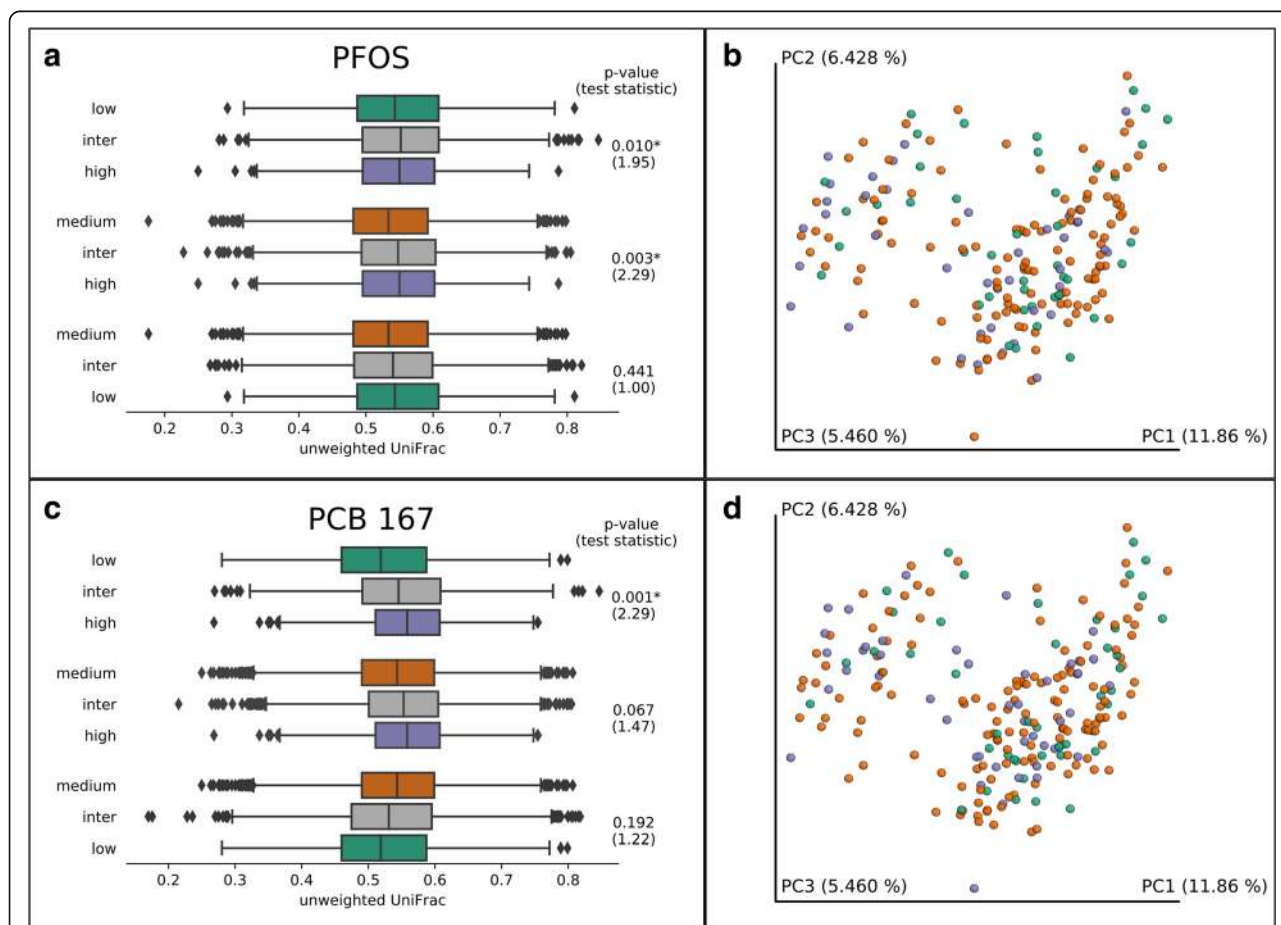 a
PFOS
p-value
(test statistic)
low
inter
high
0.010*
(1.95)
medium
inter
high
0.003*
(2.29)
medium
inter
low
0.441
(1.00)
0.2 0.3 0.4 0.5 0.6 0.7 0.8
unweighted UniFrac
b
PC2 (6.428 %)
PC3 (5.460 %)
PC1 (11.86 %)
c
PCB 167
p-value
(test statistic)
low
inter
high
0.001*
(2.29)
medium
inter
high
0.067
(1.47)
medium
inter
low
0.192
(1.22)
0.2 0.3 0.4 0.5 0.6 0.7 0.8
unweighted UniFrac
d
PC2 (6.428 %)
PC3 (5.460 %)
PC1 (11.86 %)